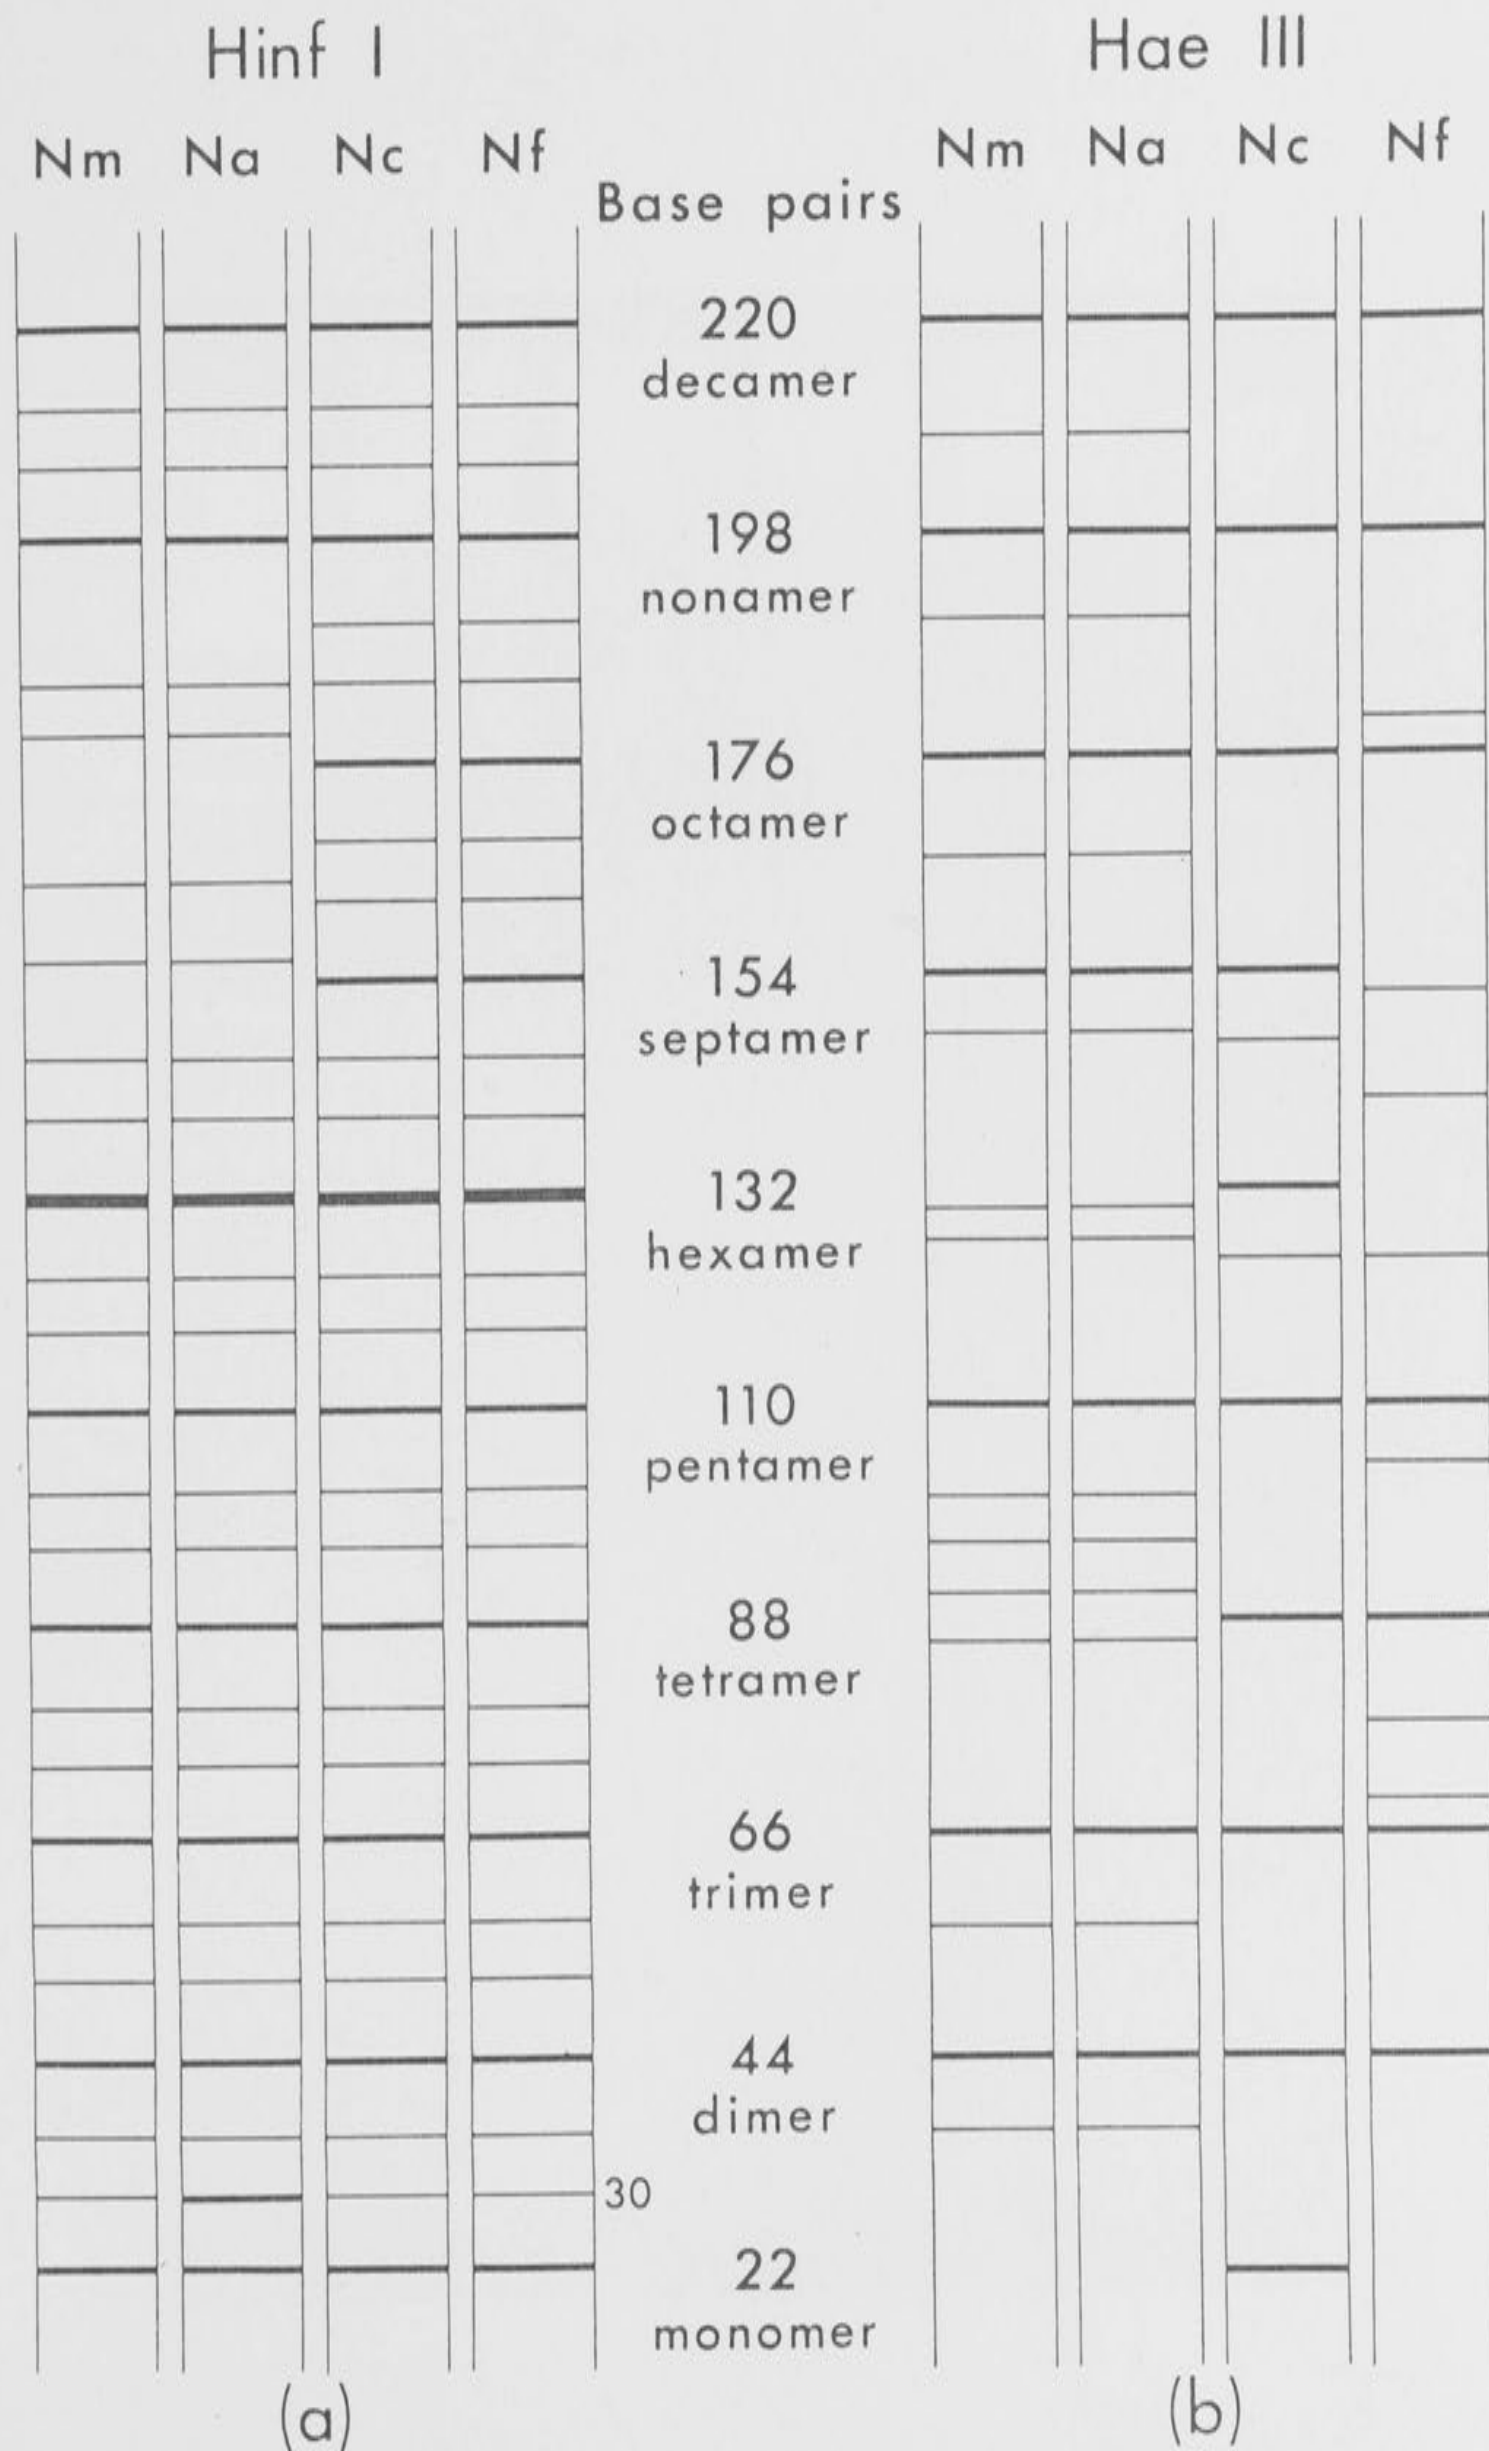 Hinf I
Hae III
Nm Na Nc Nf
Nm Na Nc Nf
Base pairs
220
decamer
198
nonamer
176
octamer
154
septamer
132
hexamer
110
pentamer
88
tetramer
66
trimer
44
dimer
30
22
monomer
(a)
(b)